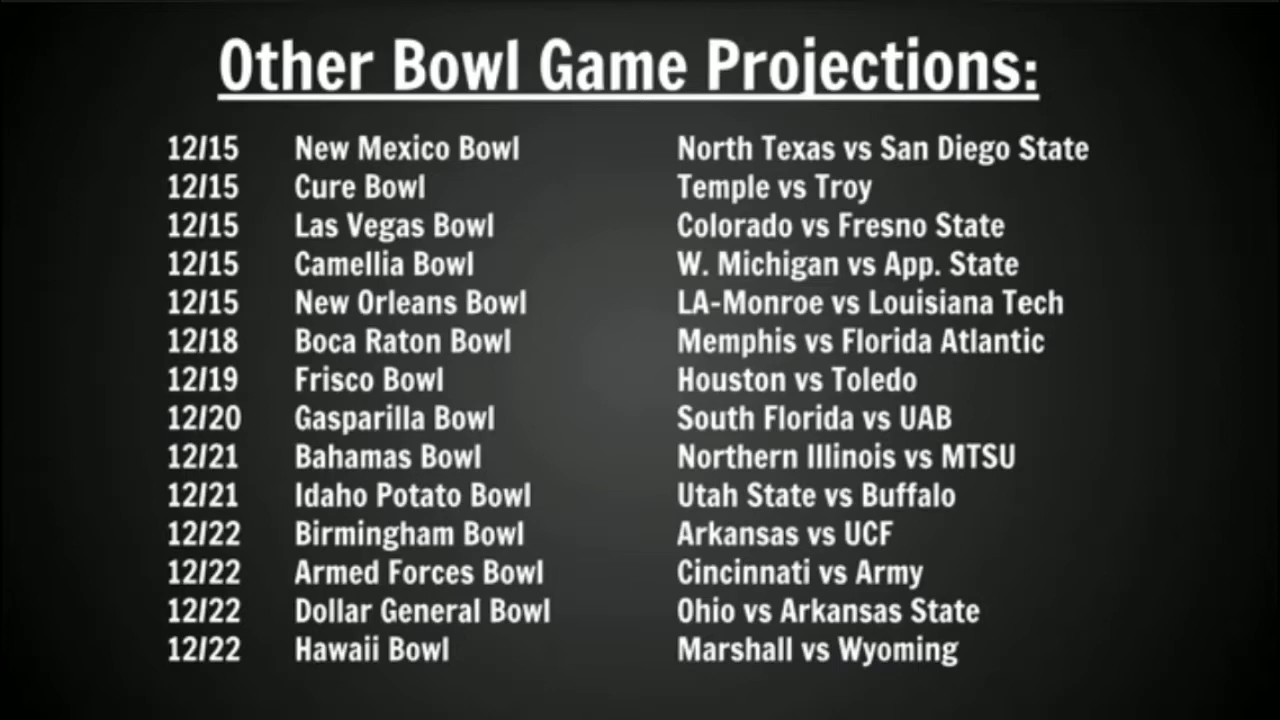 Other Bowl Game Projections:
12/15 New Mexico Bowl North Texas vs San Diego State
12/15 Cure Bowl Temple vs Troy
12/15 Las Vegas Bowl Colorado vs Fresno State
12/15 Camellia Bowl W. Michigan vs App. State
12/15 New Orleans Bowl LA-Monroe vs Louisiana Tech
12/18 Boca Raton Bowl Memphis vs Florida Atlantic
12/19 Frisco Bowl Houston vs Toledo
12/20 Gasparilla Bowl South Florida vs UAB
12/21 Bahamas Bowl Northern Illinois vs MTSU
12/21 Idaho Potato Bowl Utah State vs Buffalo
12/22 Birmingham Bowl Arkansas vs UCF
12/22 Armed Forces Bowl Cincinnati vs Army
12/22 Dollar General Bowl Ohio vs Arkansas State
12/22 Hawaii Bowl Marshall vs Wyoming